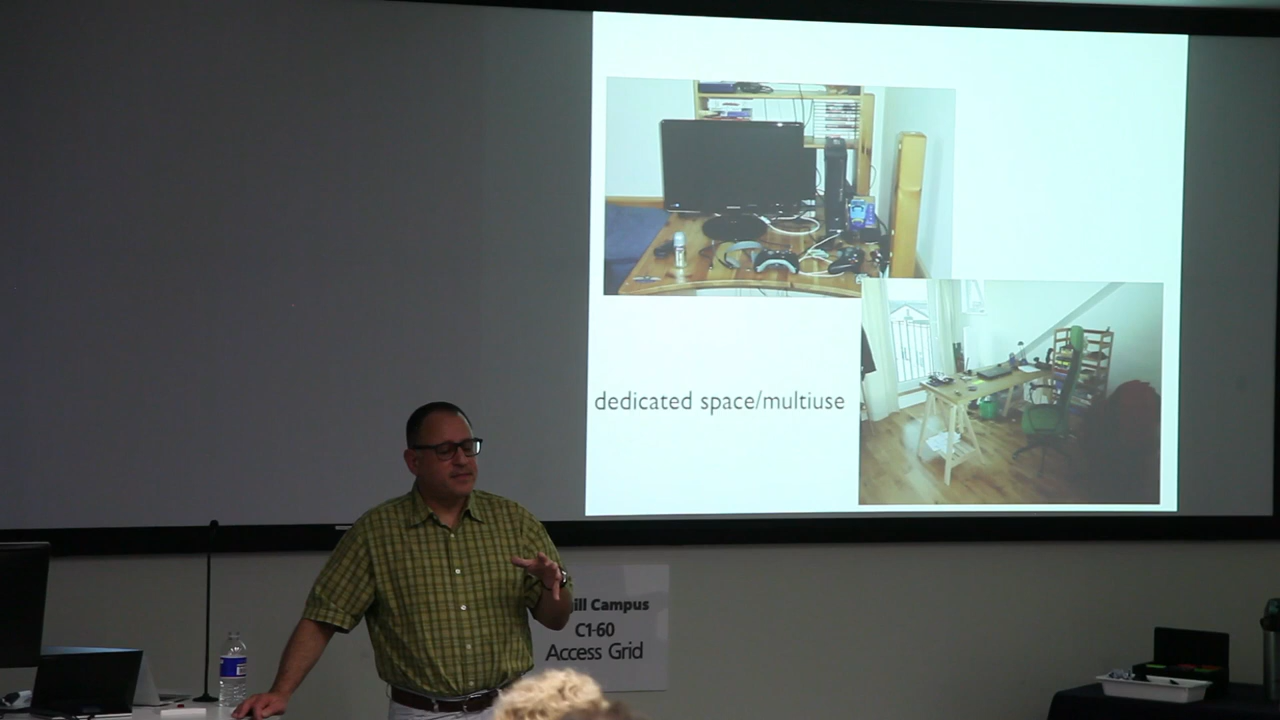 dedicated space/multiuse
ill Campus
C1-60
Access Grid